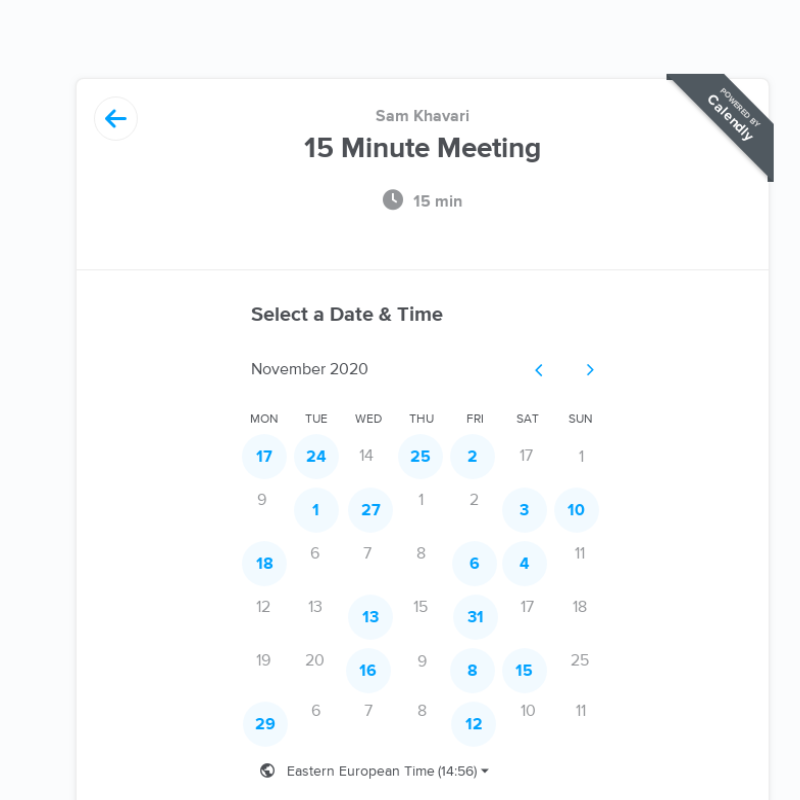 POWERED BY
Calendly
Sam Khavari
15 Minute Meeting
15 min
Select a Date & Time
November 2020
MON TUE WED THU FRI SAT SUN
17 24 14 25 2 17 1
9 1 27 1 2 3 10
18 6 7 8 6 4 11
12 13 13 15 31 17 18
19 20 16 9 8 15 25
29 6 7 8 12 10 11
Eastern European Time (14:56)